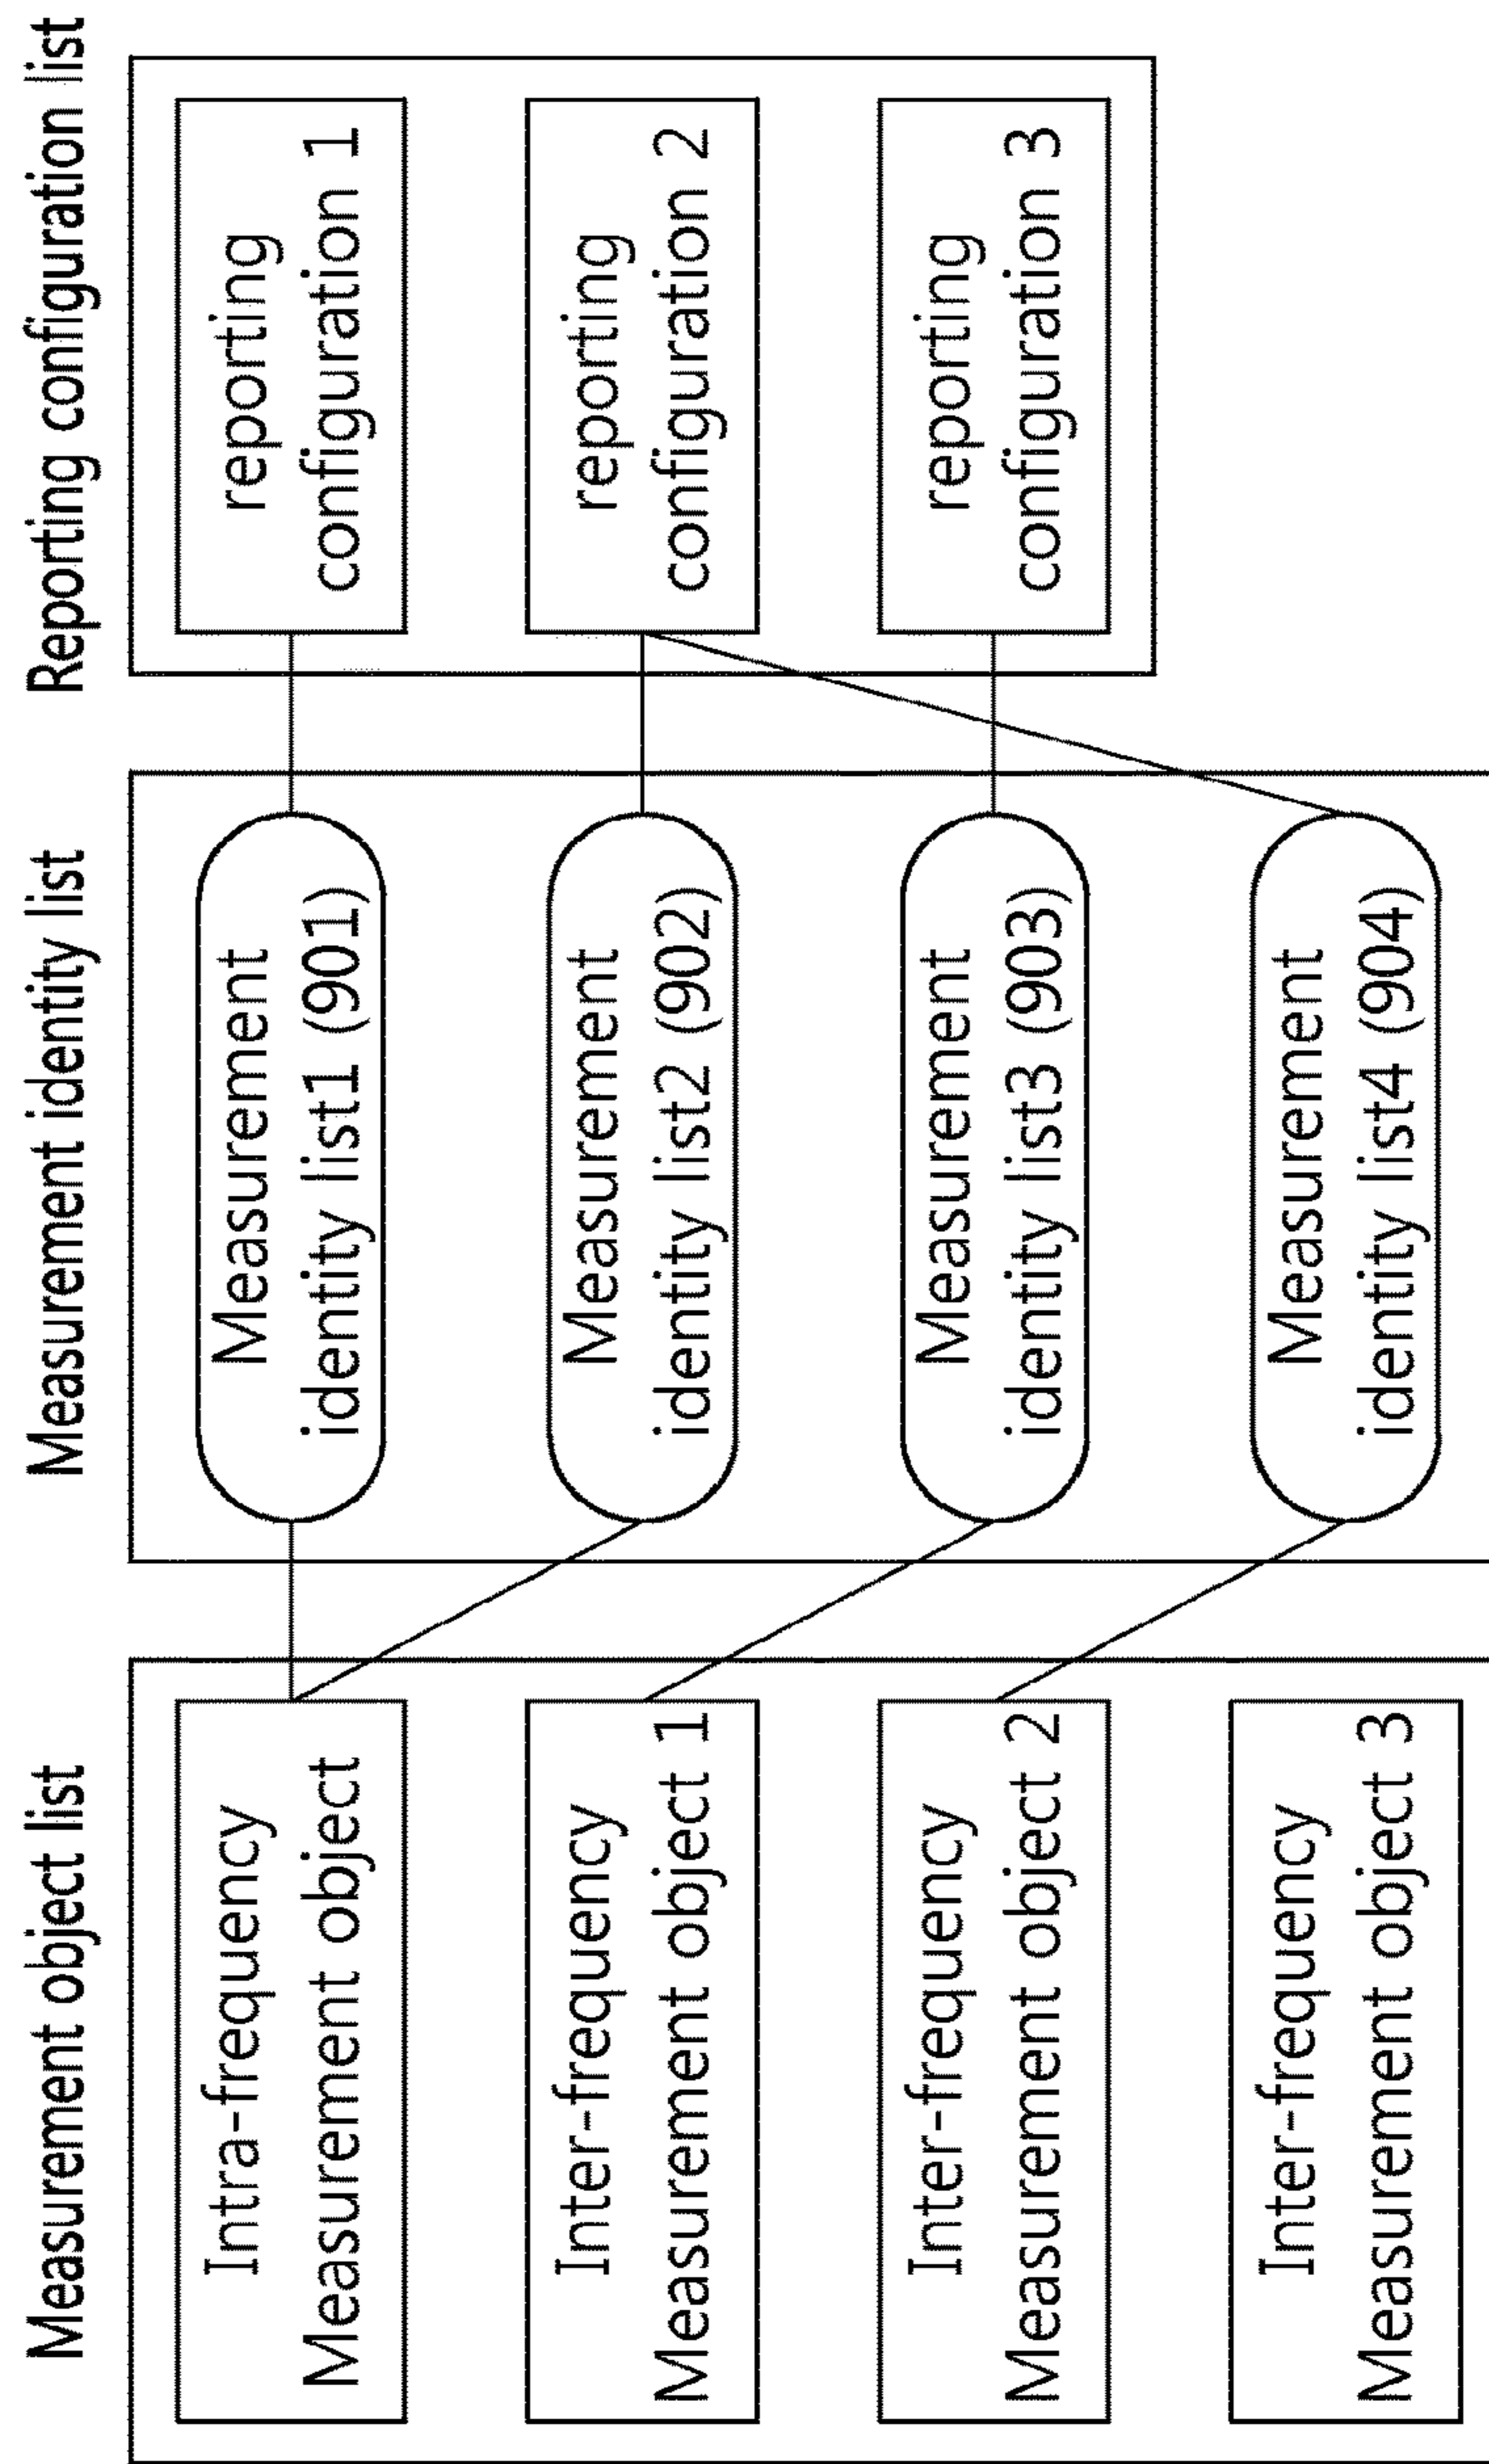 Measurement object list
Intra-frequency
Measurement object
Inter-frequency
Measurement object 1
Inter-frequency
Measurement object 2
Inter-frequency
Measurement object 3
Measurement identity list
Measurement
identity list1 (901)
Measurement
identity list2 (902)
Measurement
identity list3 (903)
Measurement
identity list4 (904)
Reporting configuration list
reporting
configuration 1
reporting
configuration 2
reporting
configuration 3